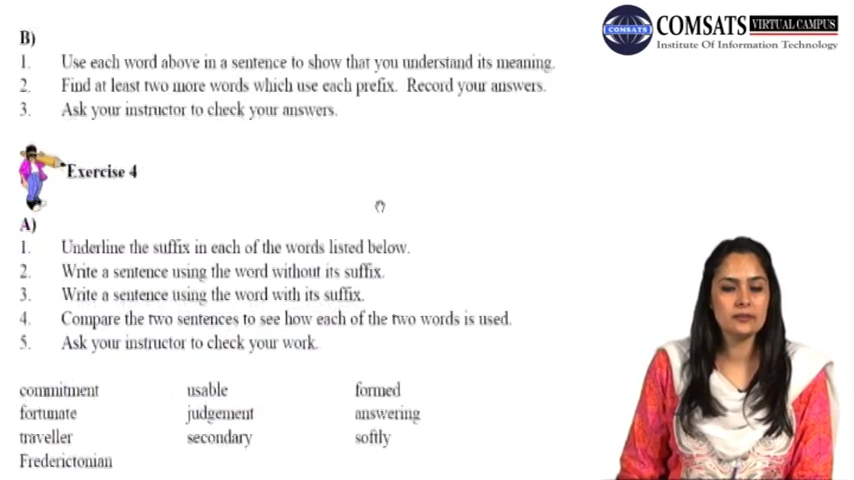 COMSATS COMSATS VIRTUAL CAMPUS
Institute Of Information Technology
B)
1. Use each word above in a sentence to show that you understand its meaning.
2. Find at least two more words which use each prefix. Record your answers.
3. Ask your instructor to check your answers.
Exercise 4
A)
1. Underline the suffix in each of the words listed below.
2. Write a sentence using the word without its suffix.
3. Write a sentence using the word with its suffix.
4. Compare the two sentences to see how each of the two words is used.
5. Ask your instructor to check your work.
commitment usable formed
fortunate judgement answering
traveller secondary softly
Frederictonian